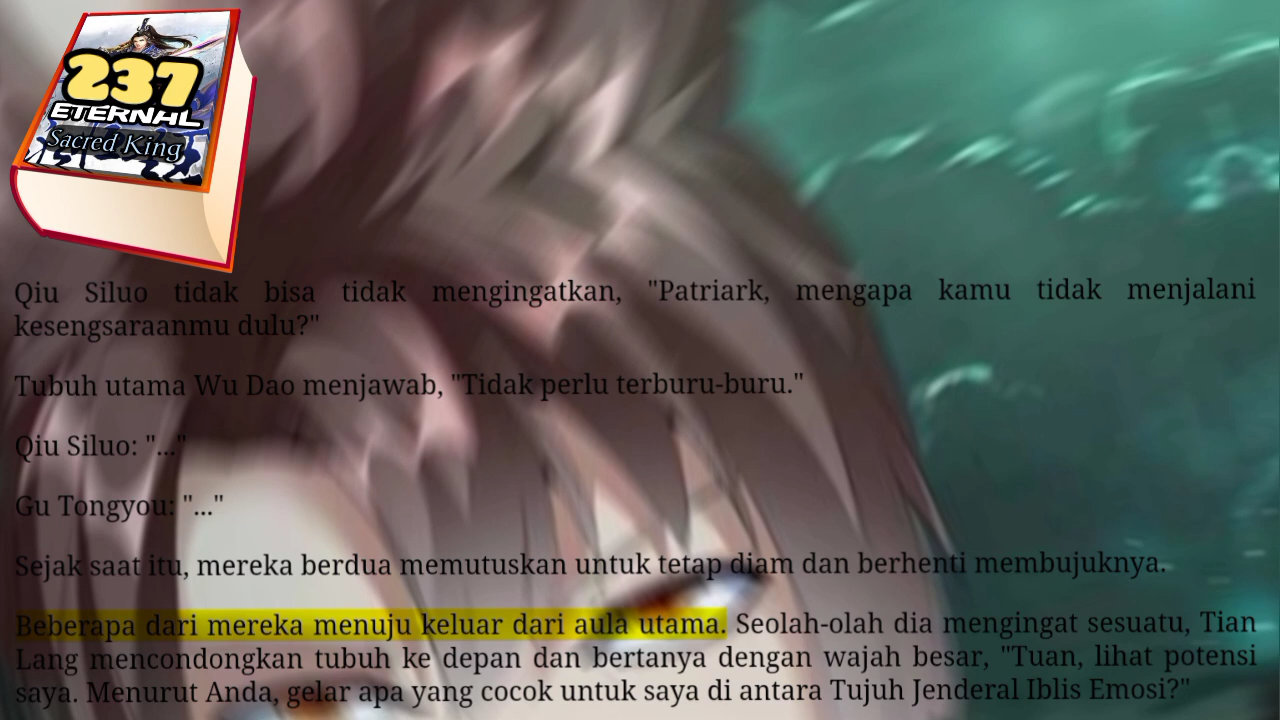 237
ETERNAL
Sacred King
Qiu Siluo tidak bisa tidak mengingatkan, "Patriark, mengapa kamu tidak menjalani
kesengsaraanmu dulu?"
Tubuh utama Wu Dao menjawab, "Tidak perlu terburu-buru."
Qiu Siluo: "..."
Gu Tongyou: "..."
Sejak saat itu, mereka berdua memutuskan untuk tetap diam dan berhenti membujuknya.
Beberapa dari mereka menuju keluar dari aula utama. Seolah-olah dia mengingat sesuatu, Tian
Lang mencondongkan tubuh ke depan dan bertanya dengan wajah besar, "Tuan, lihat potensi
saya. Menurut Anda, gelar apa yang cocok untuk saya di antara Tujuh Jenderal Iblis Emosi?"